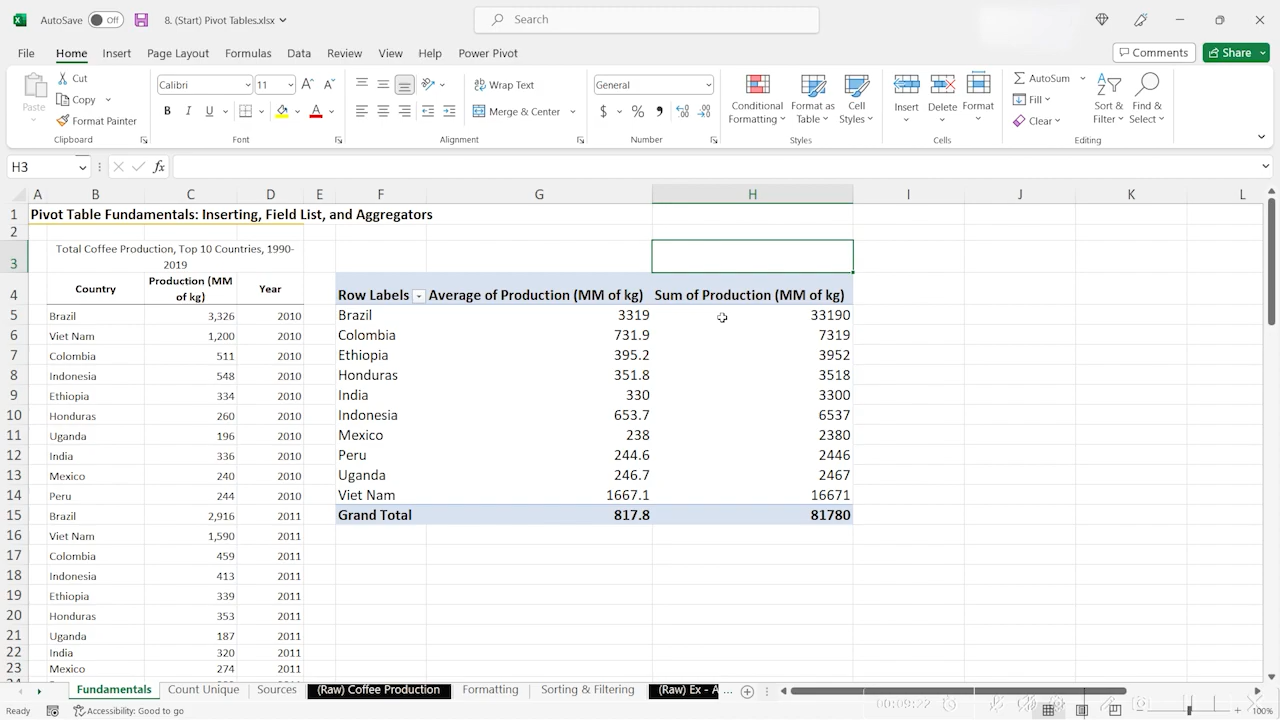 AutoSave Off 8. (Start) Pivot Tables.xlsx Search
File Home Insert Page Layout Formulas Data Review View Help Power Pivot Comments Share
Paste Cut Copy Format Painter Clipboard
Calibri 11 A A B I U A Font
ab Wrap Text Merge & Center Alignment
General $ % , Number
Conditional Formatting Format Table Cell Styles Styles
Insert Delete Format Cells
AutoSum Fill Clear Sort & Filter Find & Select Editing
H3 fx
A B C D E F G H I J K L
1 Pivot Table Fundamentals: Inserting, Field List, and Aggregators
2
3 Total Coffee Production, Top 10 Countries, 1990-
2019
4 Country Production (MM of kg) Year Row Labels Average of Production (MM of kg) Sum of Production (MM of kg)
5 Brazil 3,326 2010 Brazil 3319 33190
6 Viet Nam 1,200 2010 Colombia 731.9 7319
7 Colombia 511 2010 Ethiopia 395.2 3952
8 Indonesia 548 2010 Honduras 351.8 3518
9 Ethiopia 334 2010 India 330 3300
10 Honduras 260 2010 Indonesia 653.7 6537
11 Uganda 196 2010 Mexico 238 2380
12 India 336 2010 Peru 244.6 2446
13 Mexico 240 2010 Uganda 246.7 2467
14 Peru 244 2010 Viet Nam 1667.1 16671
15 Brazil 2,916 2011 Grand Total 817.8 81780
16 Viet Nam 1,590 2011
17 Colombia 459 2011
18 Indonesia 413 2011
19 Ethiopia 339 2011
20 Honduras 353 2011
21 Uganda 187 2011
22 India 320 2011
23 Mexico 274 2011
Fundamentals Count Unique Sources (Raw) Coffee Production Formatting Sorting & Filtering (Raw) Ex - A ...
Ready Accessibility: Good to go 00:09:22 100%